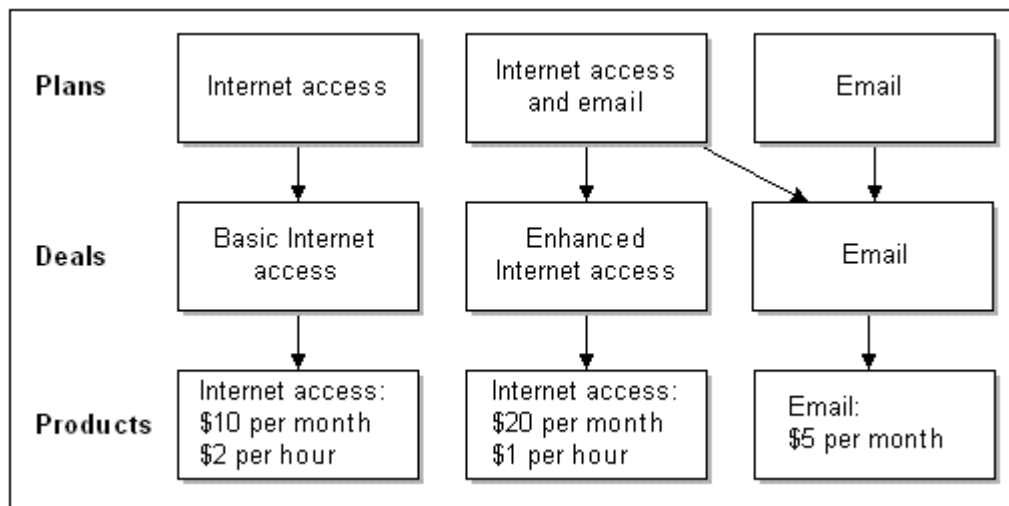 Plans
Internet access
Internet access
and email
Email
Deals
Basic Internet
access
Enhanced
Internet access
Email
Products
Internet access:
$10 per month
$2 per hour
Internet access:
$20 per month
$1 per hour
Email:
$5 per month